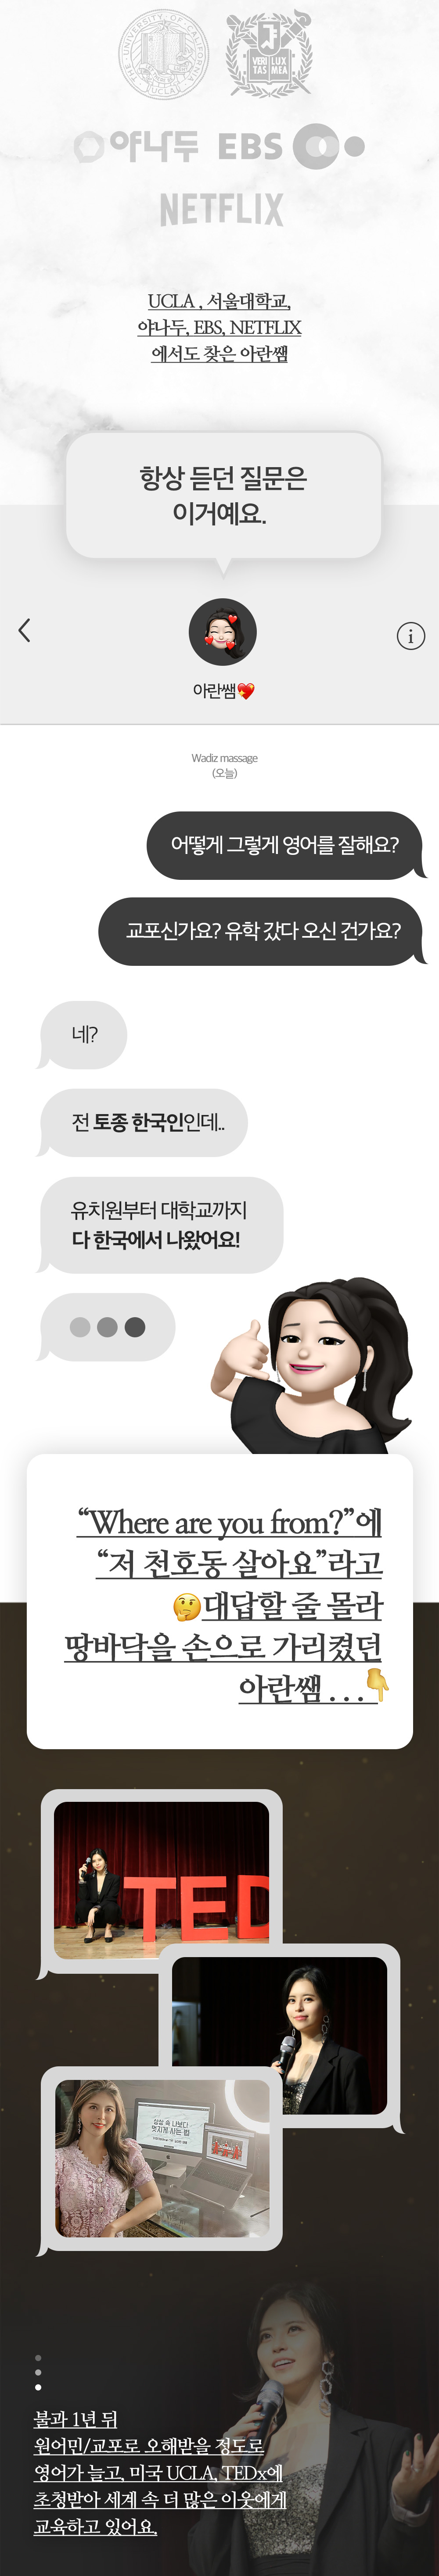 THE UNIVERSITY OF CALIFORNIA
UCLA
VERI LUX
TAS MEA
야나두 EBS
NETFLIX
UCLA , 서울대학교,
야나두, EBS, NETFLIX
에서도 찾은 아란쌤
항상 듣던 질문은
이거예요.
i
아란쌤
Wadiz massage
(오늘)
어떻게 그렇게 영어를 잘해요?
교포신가요? 유학 갔다 오신 건가요?
네?
전 토종 한국인인데..
유치원부터 대학교까지
다 한국에서 나왔어요!
“Where are you from?”에
“저 천호동 살아요”라고
🤔대답할 줄 몰라
땅바닥을 손으로 가리켰던
아란쌤 . . .👇
TED
상상 속 나보다
멋지게 사는 법
불과 1년 뒤
원어민/교포로 오해받을 정도로
영어가 늘고, 미국 UCLA, TEDx에
초청받아 세계 속 더 많은 이웃에게
교육하고 있어요.